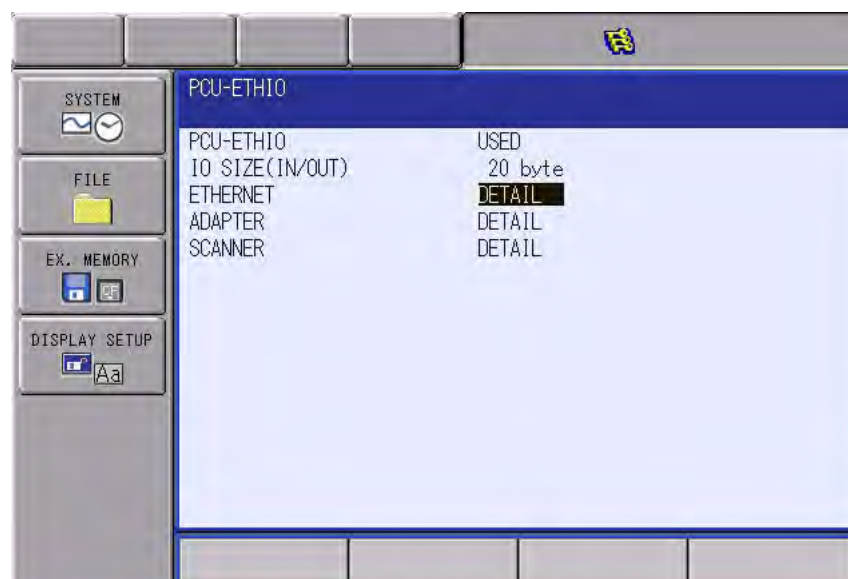 SYSTEM
FILE
EX. MEMORY
CF
DISPLAY SETUP
Aa
PCU-ETHIO
PCU-ETHIO USED
IO SIZE(IN/OUT) 20 byte
ETHERNET DETAIL
ADAPTER DETAIL
SCANNER DETAIL